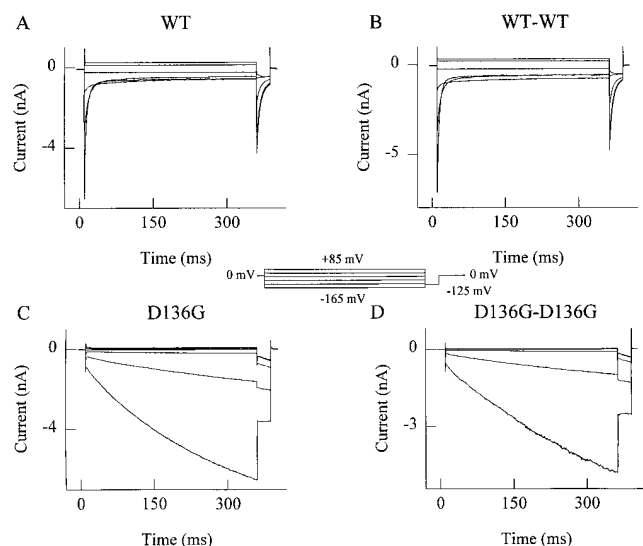 A WT
B WT-WT
0
-4
Current (nA)
0 150 300
Time (ms)
0
-5
Current (nA)
0 150 300
Time (ms)
+85 mV
0 mV 0 mV
-165 mV -125 mV
C D136G
D D136G-D136G
0
-4
Current (nA)
0 150 300
Time (ms)
0
-3
Current (nA)
0 150 300
Time (ms)